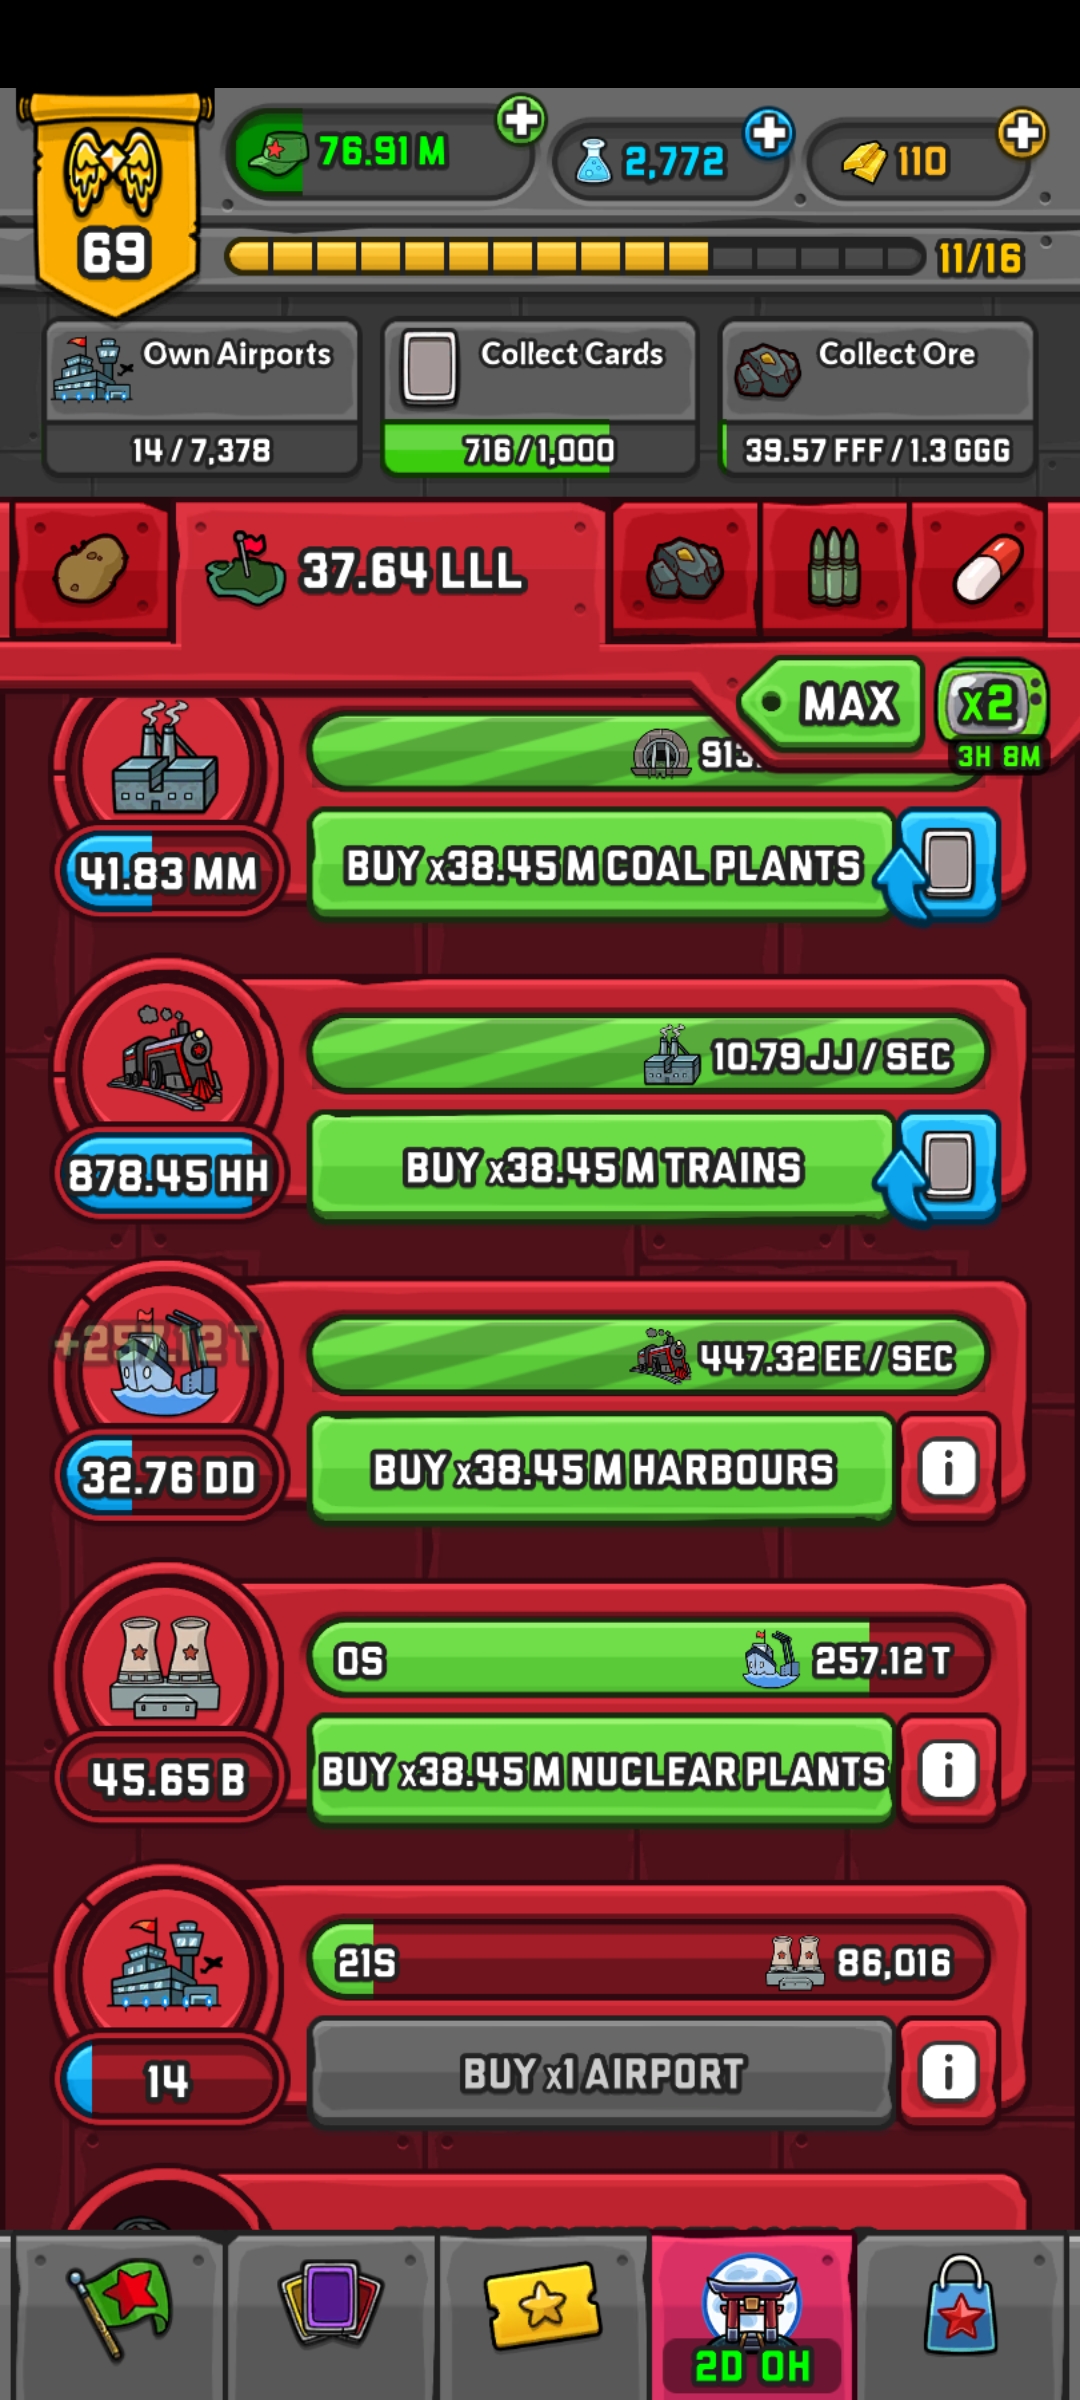 76.91 M
2,772
110
69
11/16
Own Airports
Collect Cards
Collect Ore
14 / 7,378
716 / 1,000
39.57 FFF / 1.3 GGG
37.64 LLL
MAX
x2
3H 8M
913.
41.83 MM
BUY x38.45 M COAL PLANTS
10.79 JJ / SEC
878.45 HH
BUY x38.45 M TRAINS
+257.12 T
447.32 EE / SEC
32.76 DD
BUY x38.45 M HARBOURS
i
0S
257.12 T
45.65 B
BUY x38.45 M NUCLEAR PLANTS
i
21S
86,016
14
BUY x1 AIRPORT
i
2D 0H